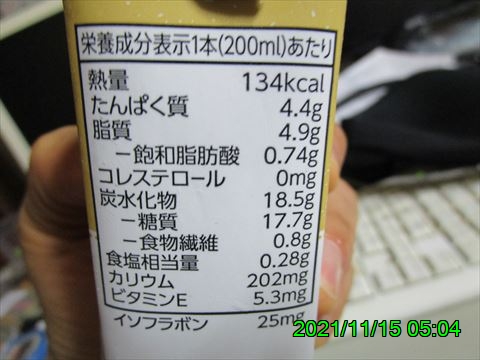 栄養成分表示1本(200ml)あたり
熱量 134kcal
たんぱく質 4.4g
脂質 4.9g
－飽和脂肪酸 0.74g
コレステロール 0mg
炭水化物 18.5g
－糖質 17.7g
－食物繊維 0.8g
食塩相当量 0.28g
カリウム 202mg
ビタミンE 5.3mg
イソフラボン 25mg
2021/11/15 05:04